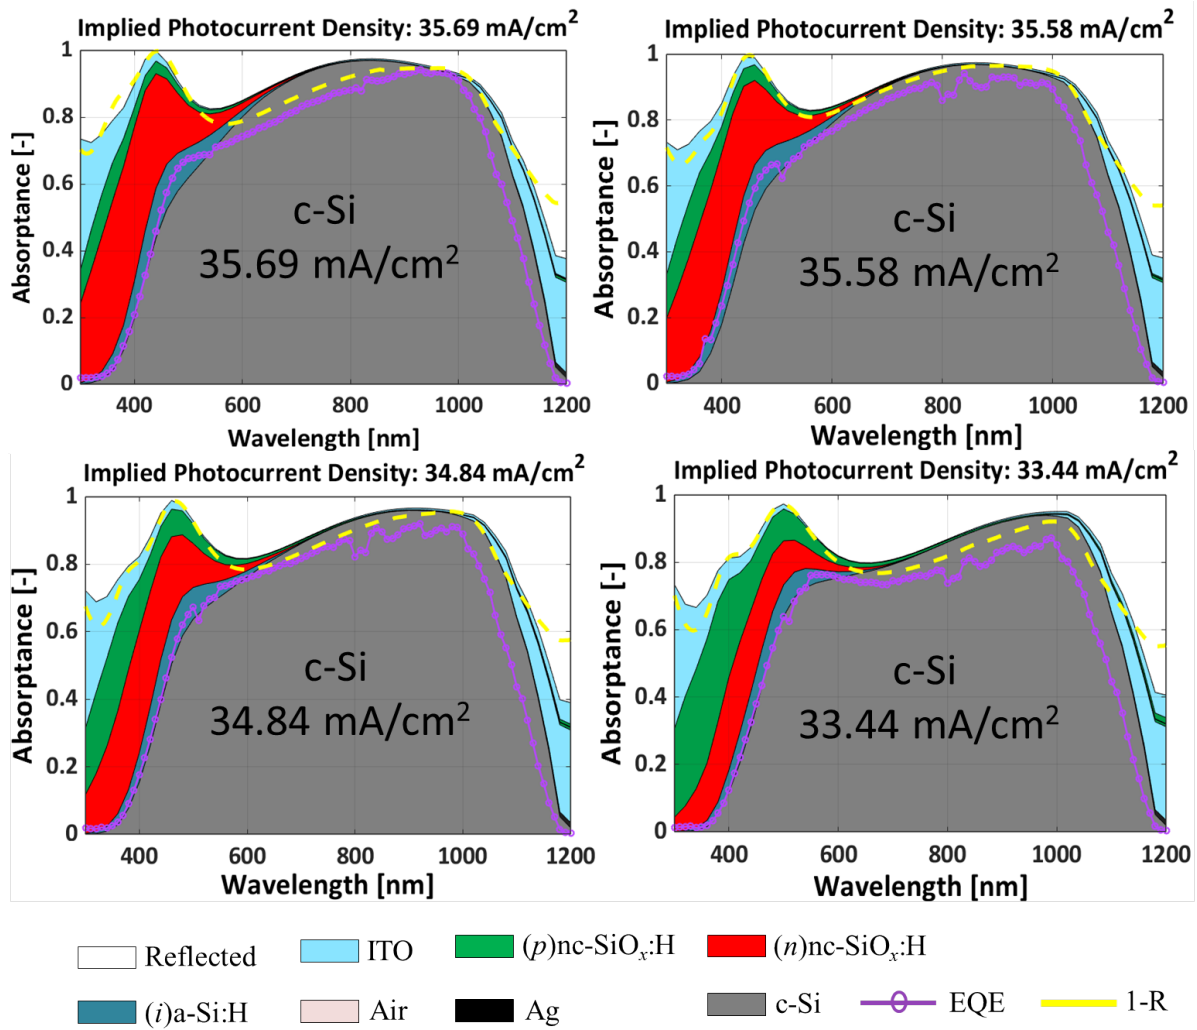 Implied Photocurrent Density: 35.69 mA/cm²
Absorptance [-]
1
0.8
0.6
0.4
0.2
0
c-Si
35.69 mA/cm²
400
600
800
1000
1200
Wavelength [nm]
Implied Photocurrent Density: 35.58 mA/cm²
Absorptance [-]
1
0.8
0.6
0.4
0.2
0
c-Si
35.58 mA/cm²
400
600
800
1000
1200
Wavelength [nm]
Implied Photocurrent Density: 34.84 mA/cm²
Absorptance [-]
1
0.8
0.6
0.4
0.2
0
c-Si
34.84 mA/cm²
400
600
800
1000
1200
Wavelength [nm]
Implied Photocurrent Density: 33.44 mA/cm²
Absorptance [-]
1
0.8
0.6
0.4
0.2
0
c-Si
33.44 mA/cm²
400
600
800
1000
1200
Wavelength [nm]
Reflected
ITO
(p)nc-SiOₓ:H
(n)nc-SiOₓ:H
(i)a-Si:H
Air
Ag
c-Si
EQE
1-R